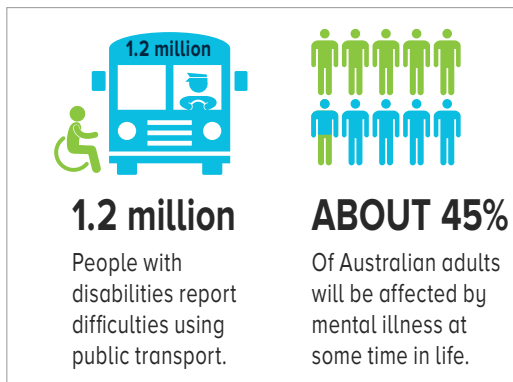 1.2 million
1.2 million
People with
disabilities report
difficulties using
public transport.
ABOUT 45%
Of Australian adults
will be affected by
mental illness at
some time in life.